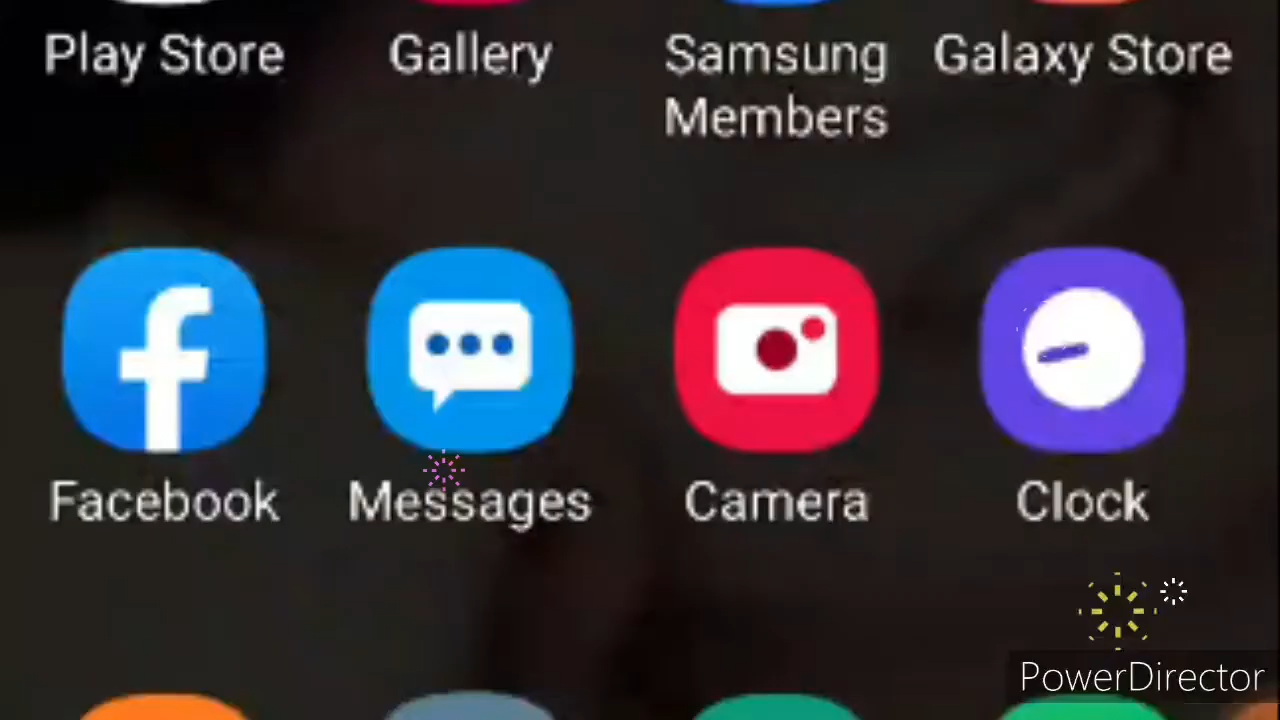 Play Store
Gallery
Samsung
Members
Galaxy Store
Facebook
Messages
Camera
Clock
PowerDirector